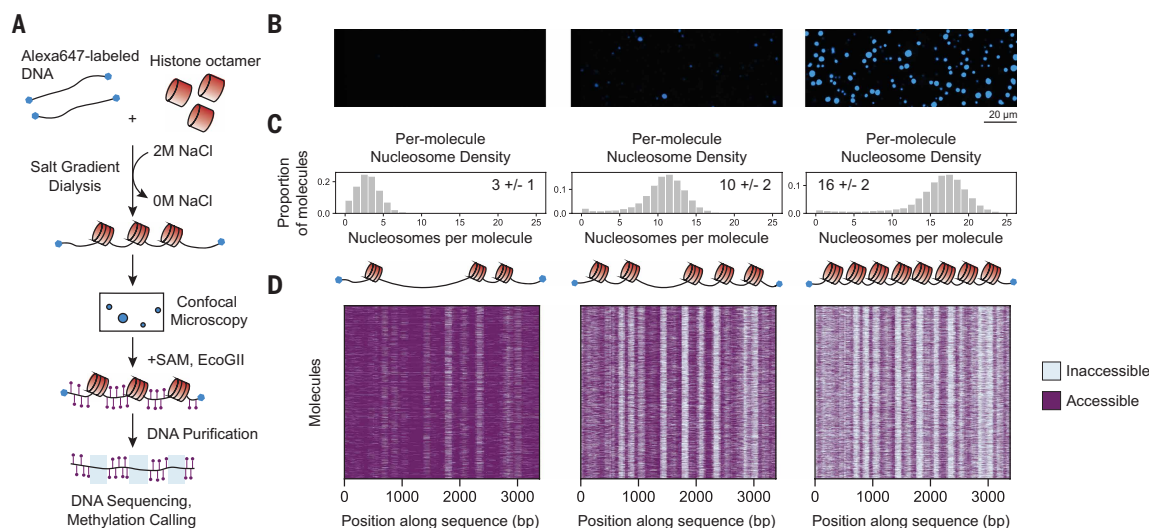 A
Alexa647-labeled
DNA
Histone octamer
+
2M NaCl
Salt Gradient
Dialysis
0M NaCl
Confocal
Microscopy
+SAM, EcoGII
DNA Purification
DNA Sequencing,
Methylation Calling
B
20 µm
C
Per-molecule
Nucleosome Density
Per-molecule
Nucleosome Density
Per-molecule
Nucleosome Density
Proportion
of molecules
0.2
0.0
3 +/- 1
0 5 10 15 20 25
Nucleosomes per molecule
0.1
0.0
10 +/- 2
0 5 10 15 20 25
Nucleosomes per molecule
0.1
0.0
16 +/- 2
0 5 10 15 20 25
Nucleosomes per molecule
D
Molecules
0 1000 2000 3000
Position along sequence (bp)
0 1000 2000 3000
Position along sequence (bp)
0 1000 2000 3000
Position along sequence (bp)
Inaccessible
Accessible